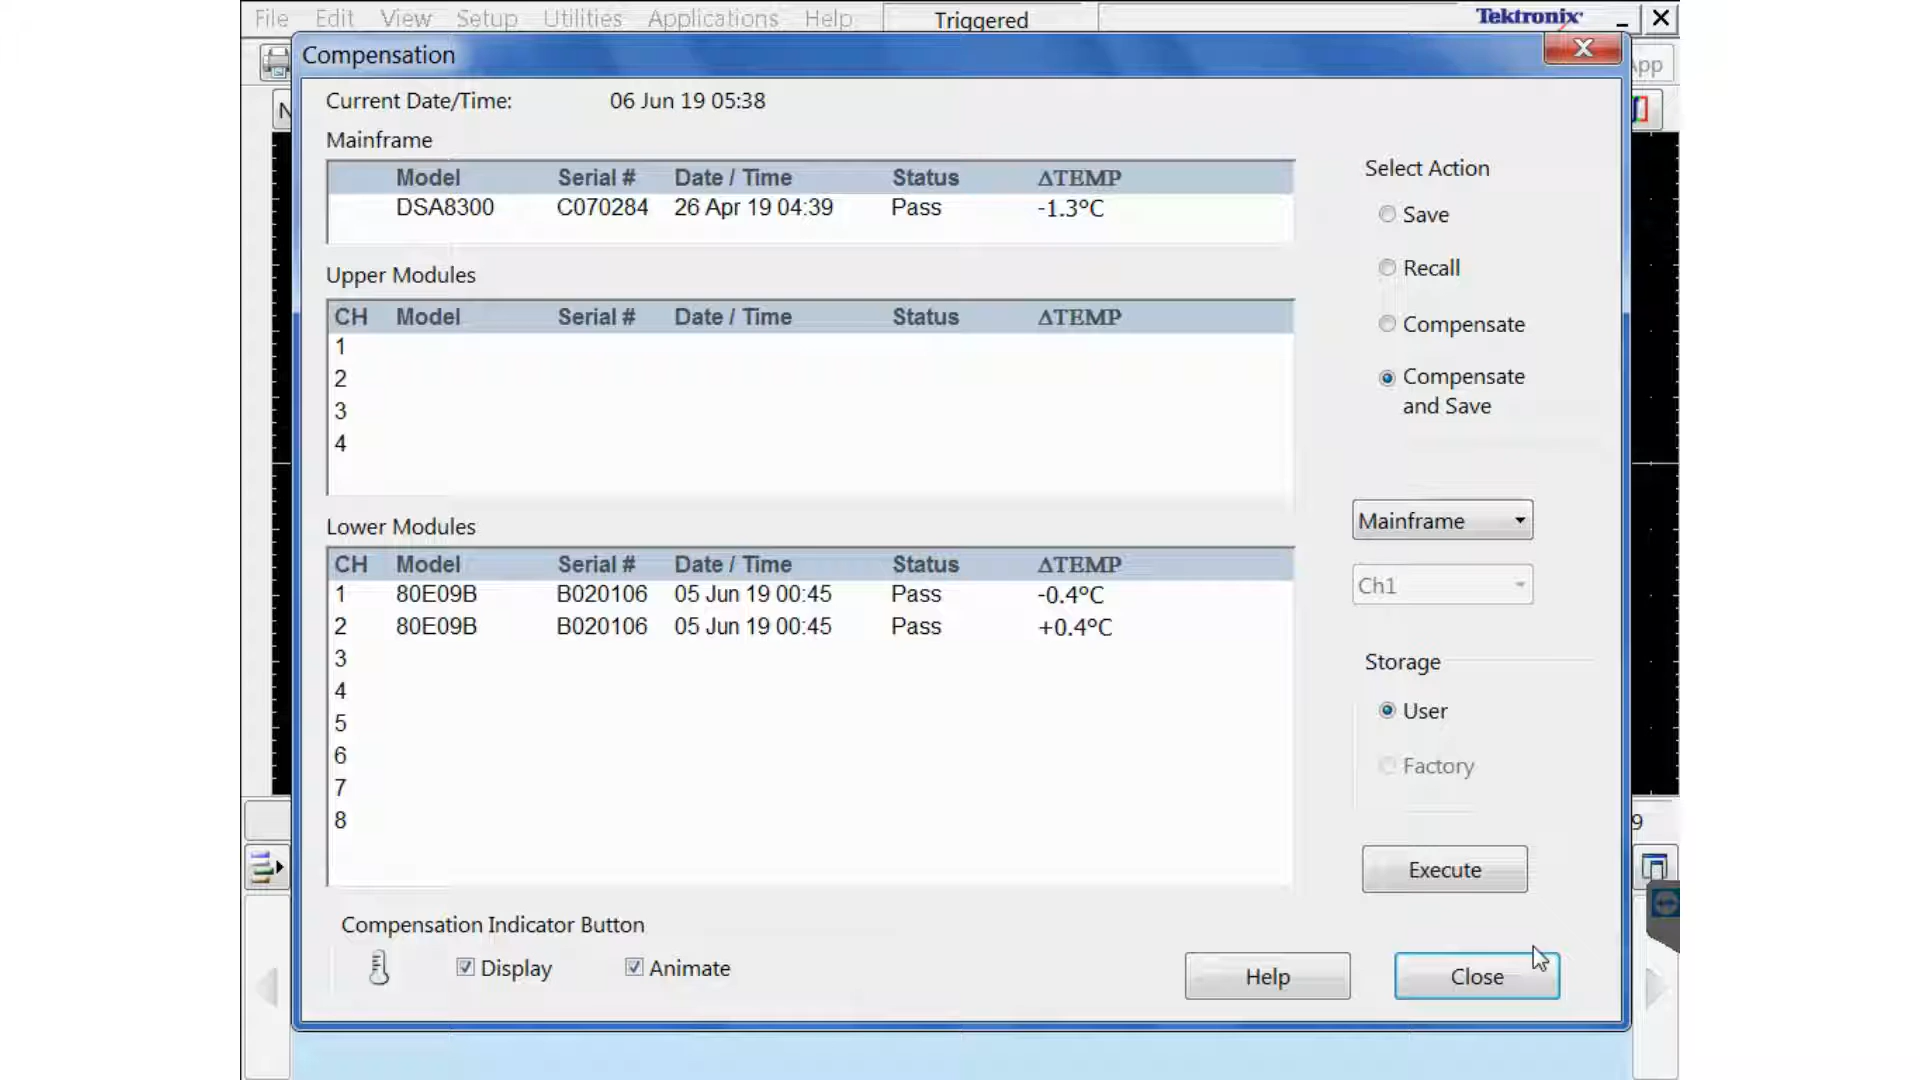 File Edit View Setup Utilities Applications Help Triggered Tektronix
Compensation
App
Current Date/Time: 06 Jun 19 05:38
N
Mainframe
Model Serial # Date / Time Status ΔTEMP
DSA8300 C070284 26 Apr 19 04:39 Pass -1.3°C
Select Action
Save
Recall
Compensate
Compensate
and Save
Upper Modules
CH Model Serial # Date / Time Status ΔTEMP
1
2
3
4
Mainframe
Ch1
Lower Modules
CH Model Serial # Date / Time Status ΔTEMP
1 80E09B B020106 05 Jun 19 00:45 Pass -0.4°C
2 80E09B B020106 05 Jun 19 00:45 Pass +0.4°C
3
4
5
6
7
8
Storage
User
Factory
9
Execute
Compensation Indicator Button
Display Animate
Help Close